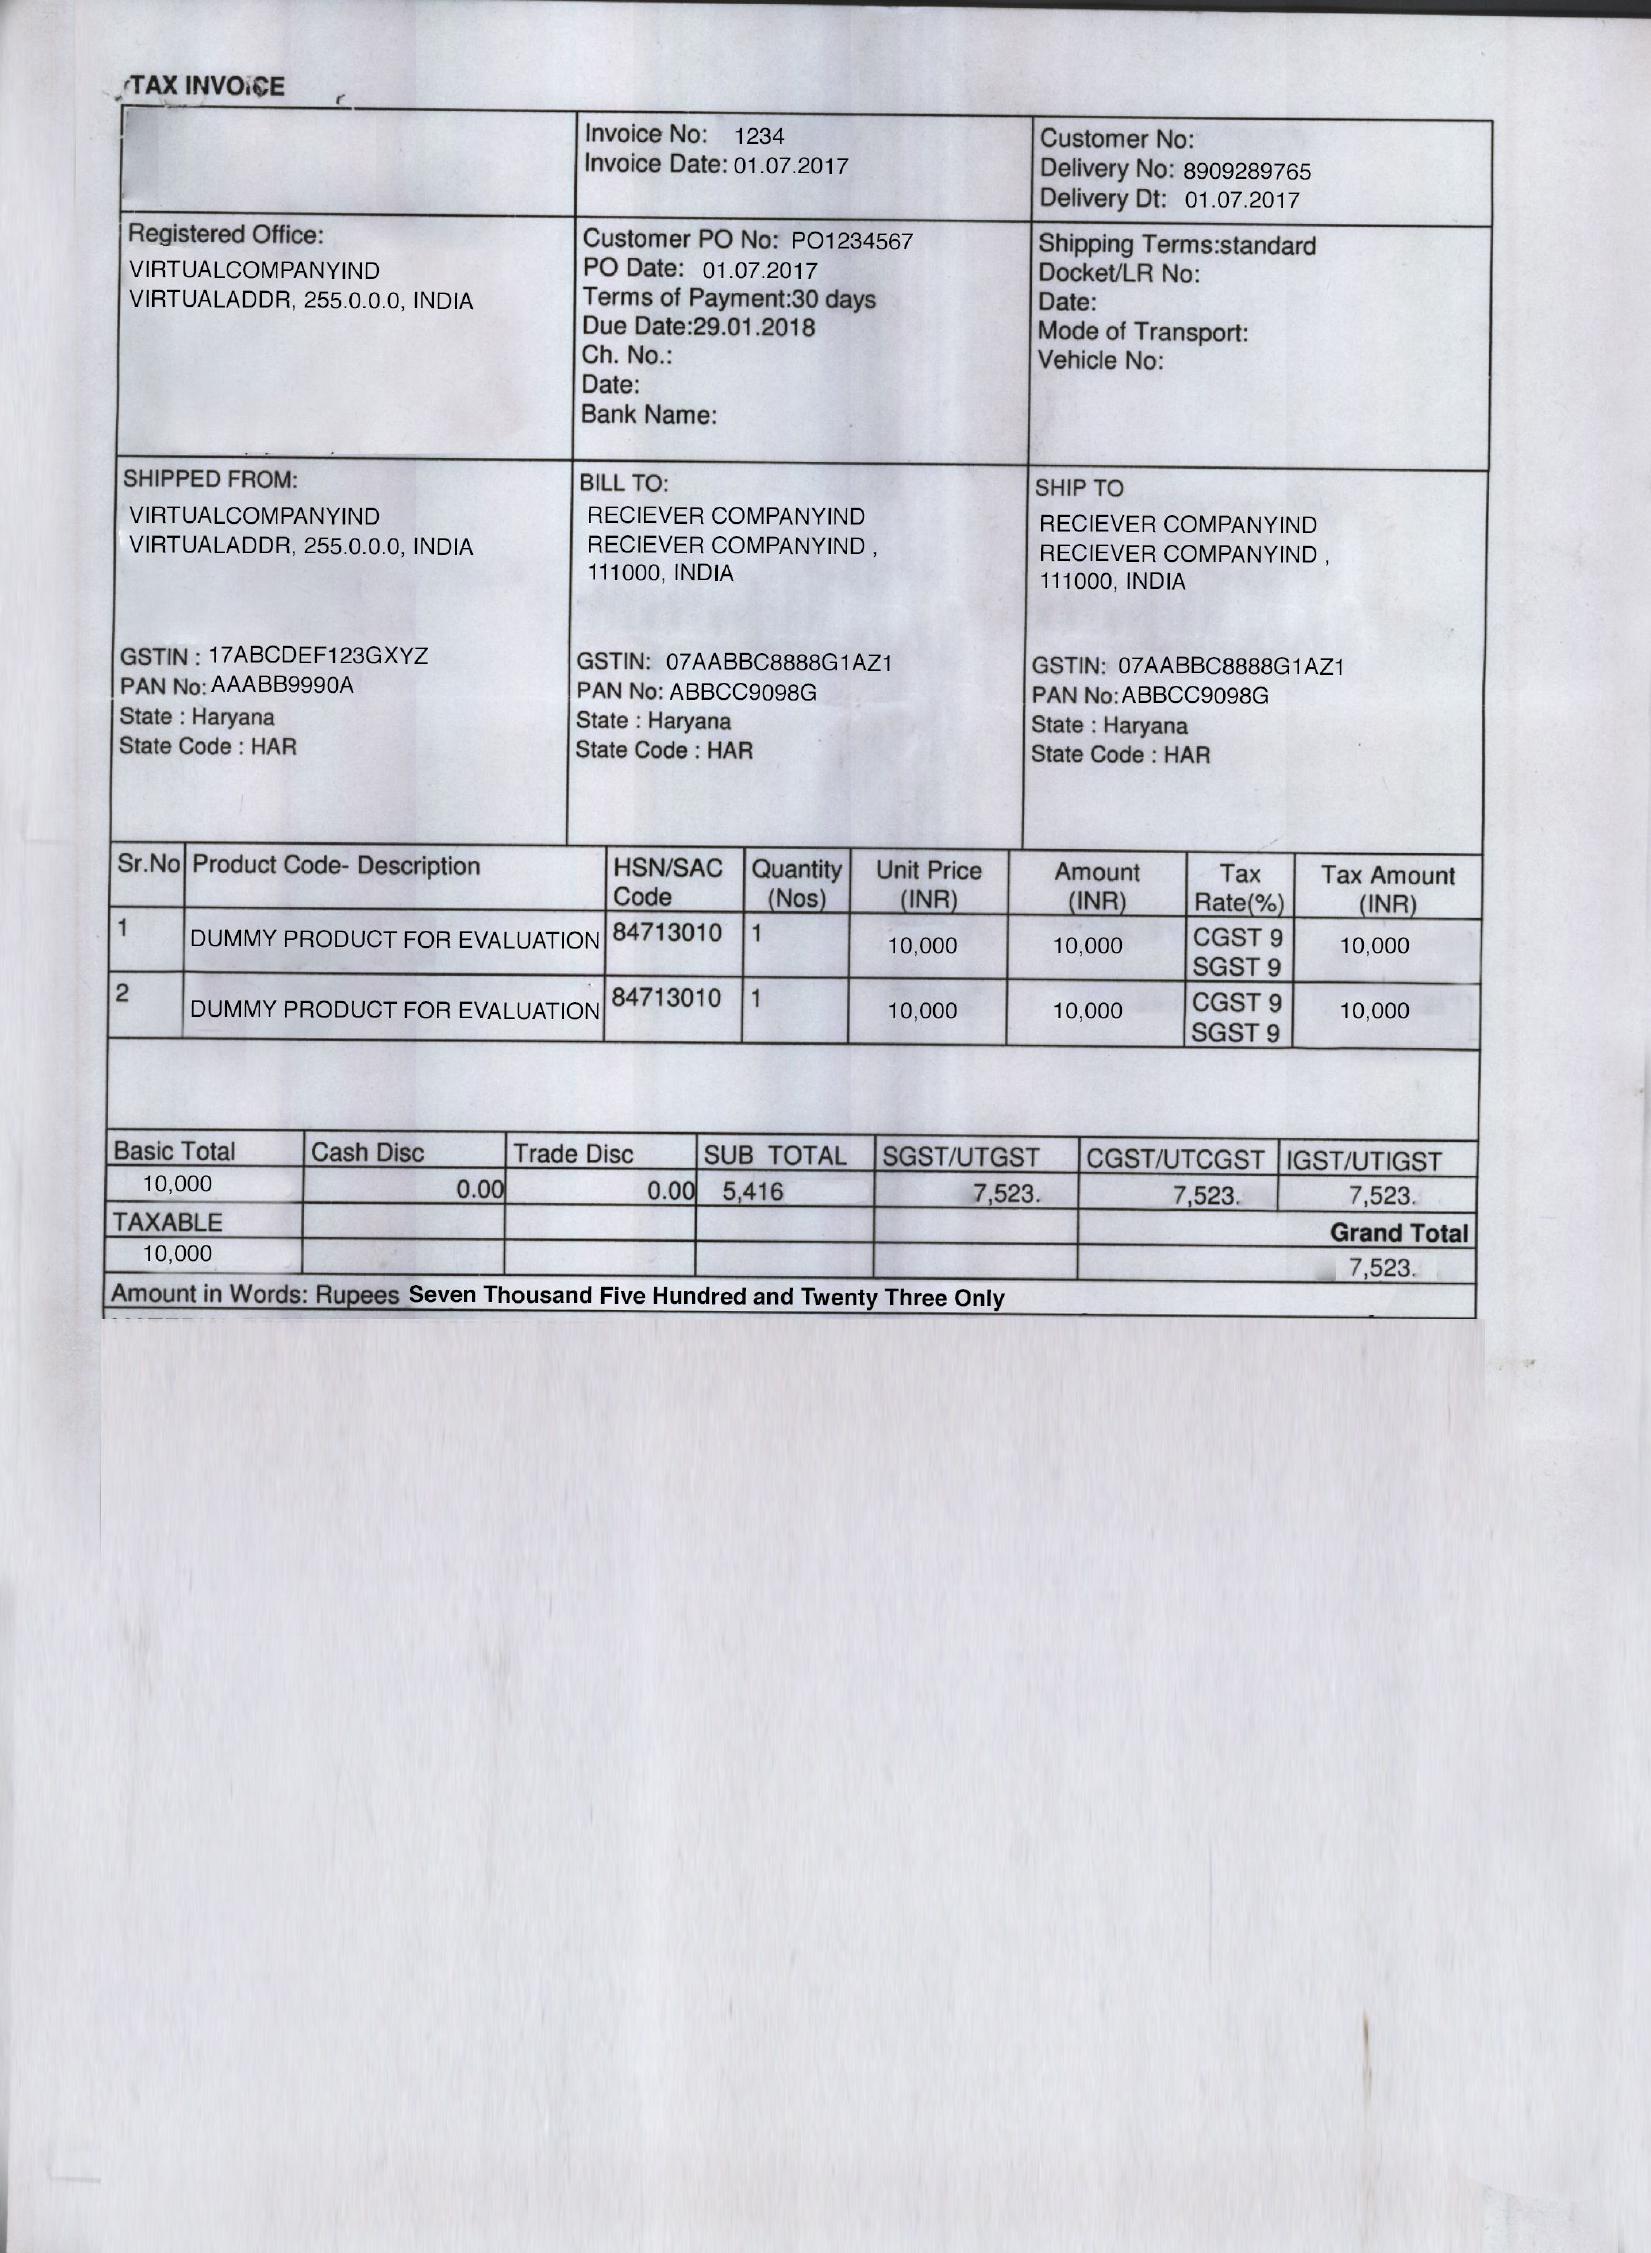 TAX INVOICE
Invoice No: 1234
Invoice Date: 01.07.2017
Customer No:
Delivery No: 8909289765
Delivery Dt: 01.07.2017
Registered Office:
VIRTUALCOMPANYIND
VIRTUALADDR, 255.0.0.0, INDIA
Customer PO No: PO1234567
PO Date: 01.07.2017
Terms of Payment:30 days
Due Date:29.01.2018
Ch. No.:
Date:
Bank Name:
Shipping Terms:standard
Docket/LR No:
Date:
Mode of Transport:
Vehicle No:
SHIPPED FROM:
VIRTUALCOMPANYIND
VIRTUALADDR, 255.0.0.0, INDIA
GSTIN : 17ABCDEF123GXYZ
PAN No: AAABB9990A
State : Haryana
State Code : HAR
BILL TO:
RECIEVER COMPANYIND
RECIEVER COMPANYIND ,
111000, INDIA
GSTIN: 07AABBC8888G1AZ1
PAN No: ABBCC9098G
State : Haryana
State Code : HAR
SHIP TO
RECIEVER COMPANYIND
RECIEVER COMPANYIND ,
111000, INDIA
GSTIN: 07AABBC8888G1AZ1
PAN No: ABBCC9098G
State : Haryana
State Code : HAR
Sr.No Product Code- Description HSN/SAC Code Quantity (Nos) Unit Price (INR) Amount (INR) Tax Rate(%) Tax Amount (INR)
1 DUMMY PRODUCT FOR EVALUATION 84713010 1 10,000 10,000 CGST 9 SGST 9 10,000
2 DUMMY PRODUCT FOR EVALUATION 84713010 1 10,000 10,000 CGST 9 SGST 9 10,000
Basic Total Cash Disc Trade Disc SUB TOTAL SGST/UTGST CGST/UTCGST IGST/UTIGST
10,000 0.00 0.00 5,416 7,523. 7,523. 7,523.
TAXABLE Grand Total
10,000 7,523.
Amount in Words: Rupees Seven Thousand Five Hundred and Twenty Three Only